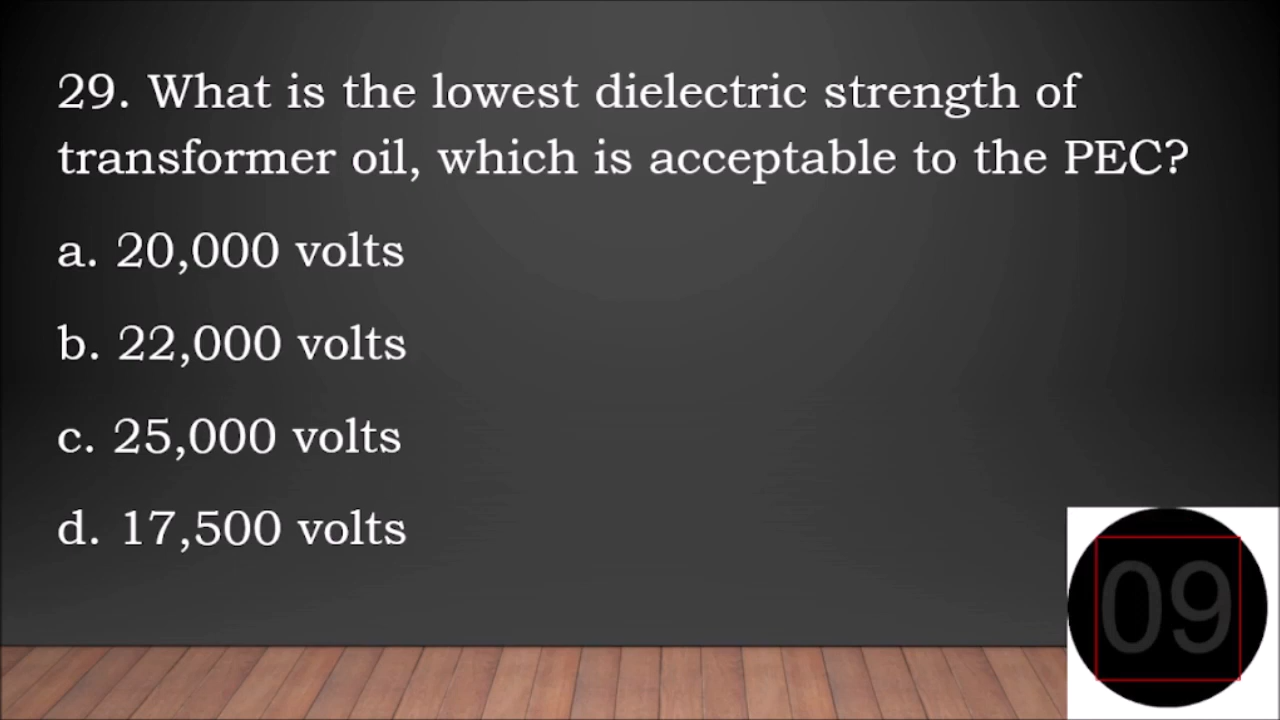 29. What is the lowest dielectric strength of
transformer oil, which is acceptable to the PEC?
a. 20,000 volts
b. 22,000 volts
c. 25,000 volts
d. 17,500 volts
09